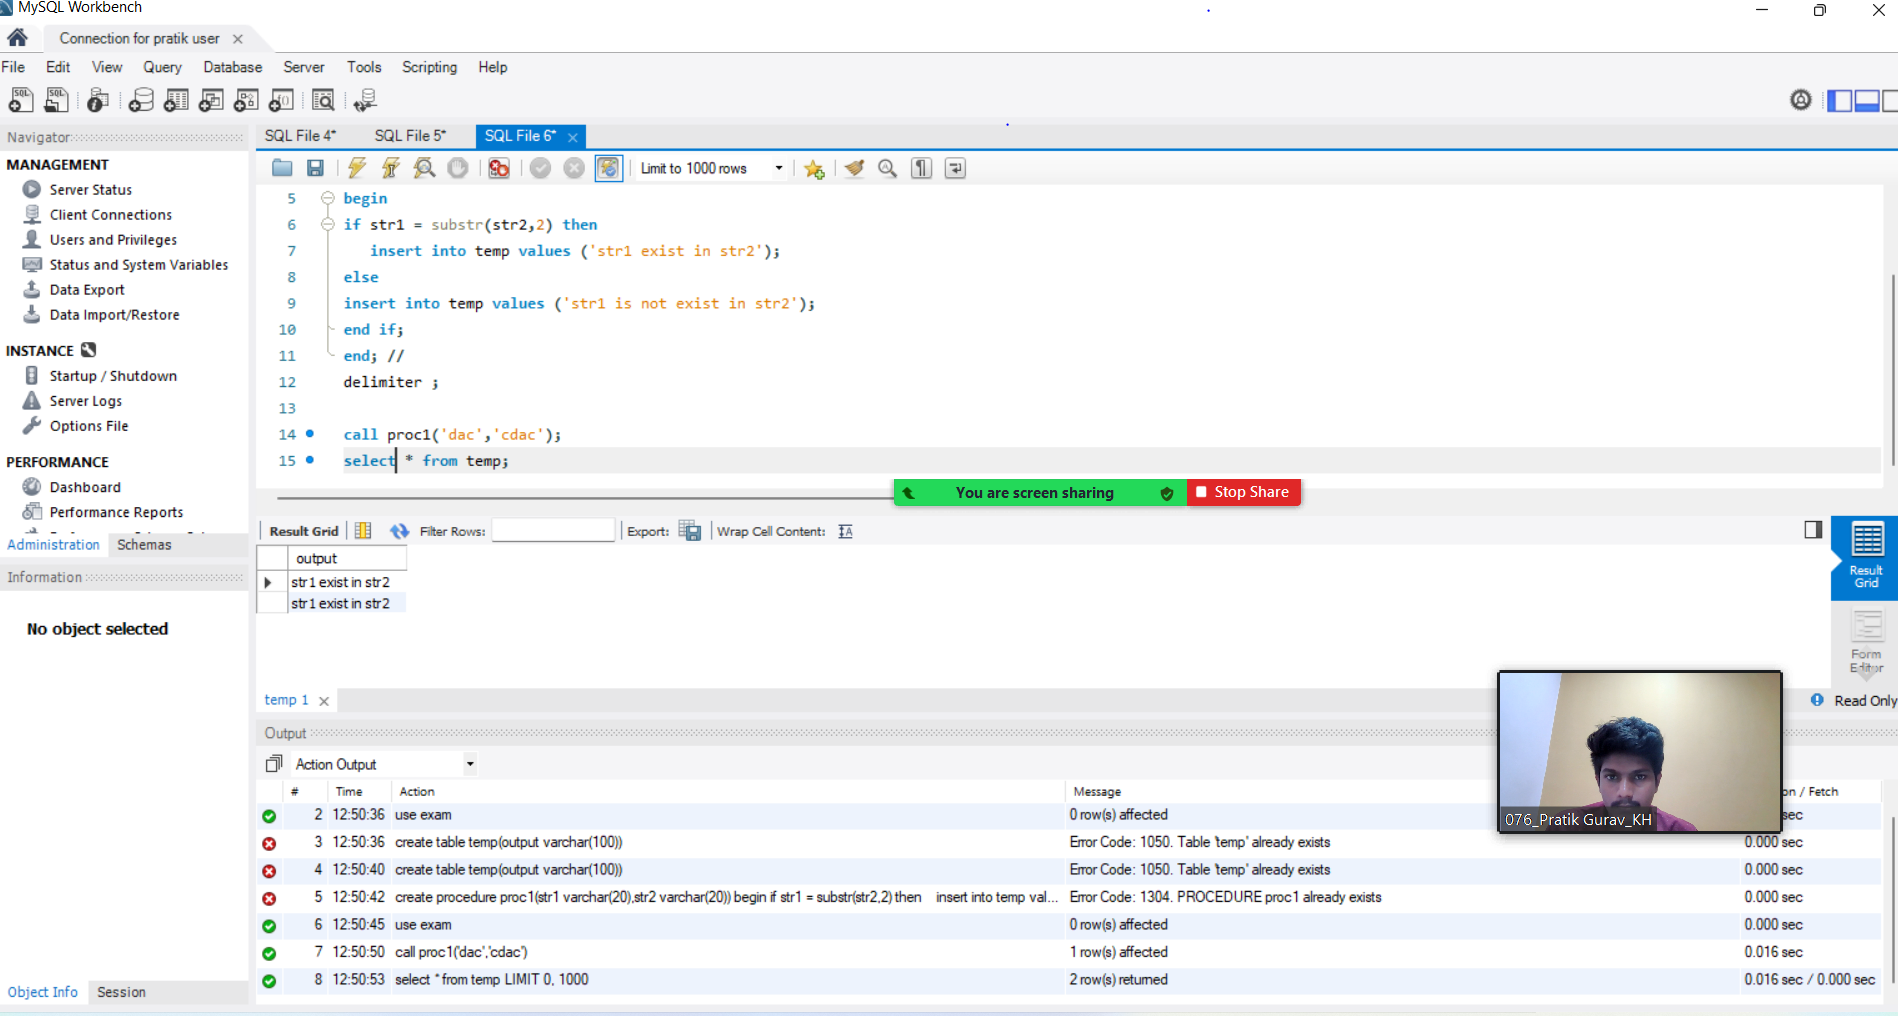 MySQL Workbench
Connection for pratik user
File Edit View Query Database Server Tools Scripting Help
Navigator
SQL File 4* SQL File 5* SQL File 6*
MANAGEMENT
Server Status
Client Connections
Users and Privileges
Status and System Variables
Data Export
Data Import/Restore
INSTANCE
Startup / Shutdown
Server Logs
Options File
PERFORMANCE
Dashboard
Performance Reports
Administration Schemas
Information
No object selected
Object Info Session
Limit to 1000 rows
5 begin
6 if str1 = substr(str2,2) then
7 insert into temp values ('str1 exist in str2');
8 else
9 insert into temp values ('str1 is not exist in str2');
10 end if;
11 end; //
12 delimiter ;
13
14 call proc1('dac','cdac');
15 select * from temp;
You are screen sharing Stop Share
Result Grid Filter Rows: Export: Wrap Cell Content:
output
str1 exist in str2
str1 exist in str2
Result
Grid
Form
Editor
temp 1
Read Only
Output
Action Output
# Time Action Message on / Fetch
2 12:50:36 use exam 0 row(s) affected sec
3 12:50:36 create table temp(output varchar(100)) Error Code: 1050. Table 'temp' already exists 0.000 sec
4 12:50:40 create table temp(output varchar(100)) Error Code: 1050. Table 'temp' already exists 0.000 sec
5 12:50:42 create procedure proc1(str1 varchar(20),str2 varchar(20)) begin if str1 = substr(str2,2) then insert into temp val... Error Code: 1304. PROCEDURE proc1 already exists 0.000 sec
6 12:50:45 use exam 0 row(s) affected 0.000 sec
7 12:50:50 call proc1('dac','cdac') 1 row(s) affected 0.016 sec
8 12:50:53 select * from temp LIMIT 0, 1000 2 row(s) returned 0.016 sec / 0.000 sec
076_Pratik Gurav_KH